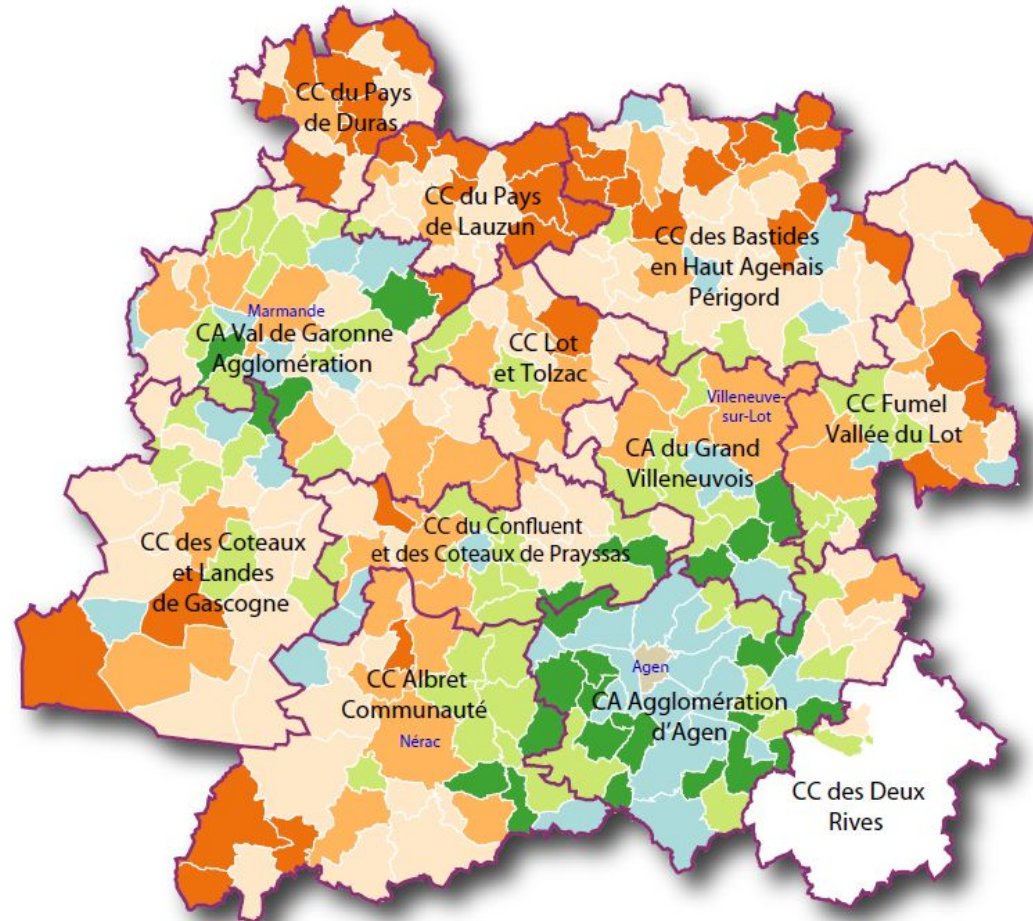 CC du Pays
de Duras
CC du Pays
de Lauzun
CC des Bastides
en Haut Agenais
Périgord
Marmande
CA Val de Garonne
Agglomération
CC Lot
et Tolzac
Villeneuve-
sur-Lot
CC Fumel
Vallée du Lot
CA du Grand
Villeneuvois
CC du Confluent
et des Coteaux de Prayssas
CC des Coteaux
et Landes
de Gascogne
Agen
CC Albret
Communauté
CA Agglomération
d'Agen
Nérac
CC des Deux
Rives